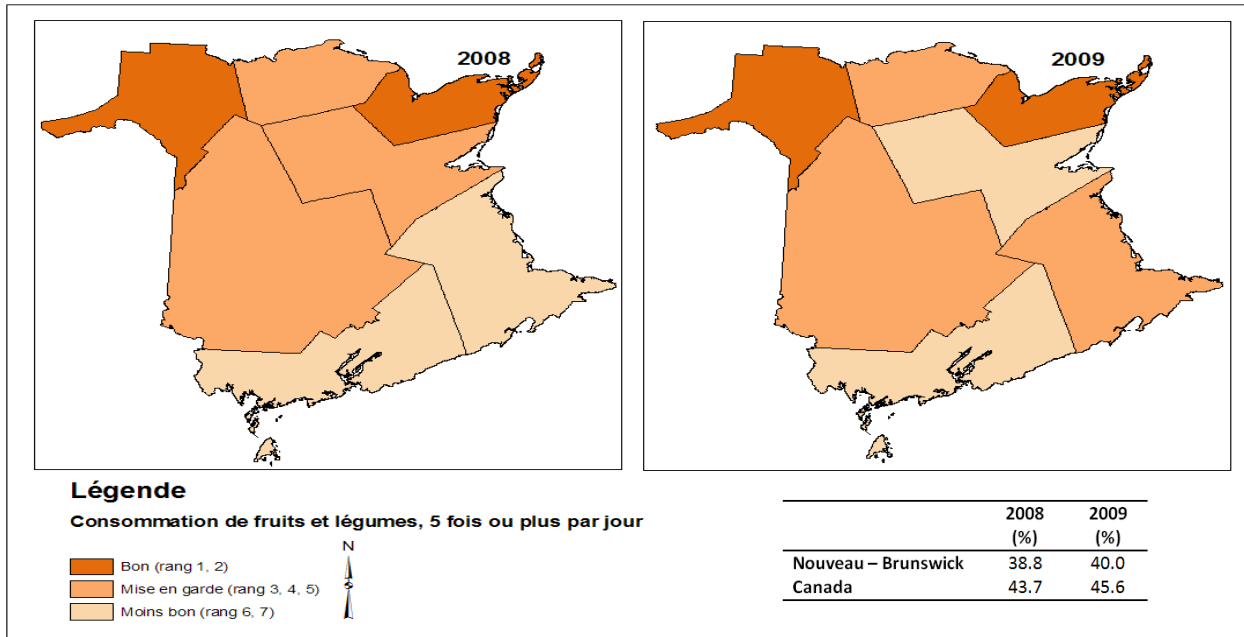 2008
2009
Légende
Consommation de fruits et légumes, 5 fois ou plus par jour
N
Bon (rang 1, 2)
Mise en garde (rang 3, 4, 5)
Moins bon (rang 6, 7)
2008 2009
(%) (%)
Nouveau – Brunswick 38.8 40.0
Canada 43.7 45.6